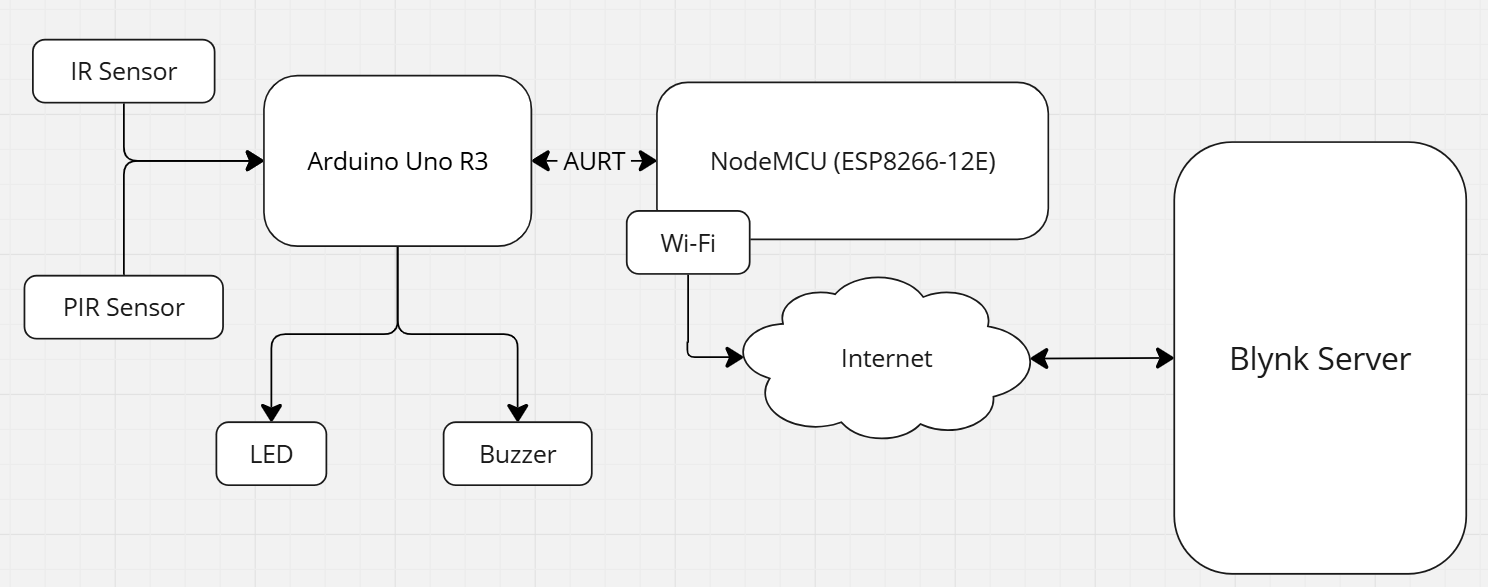 IR Sensor
Arduino Uno R3
AURT
NodeMCU (ESP8266-12E)
Wi-Fi
PIR Sensor
Internet
Blynk Server
LED
Buzzer